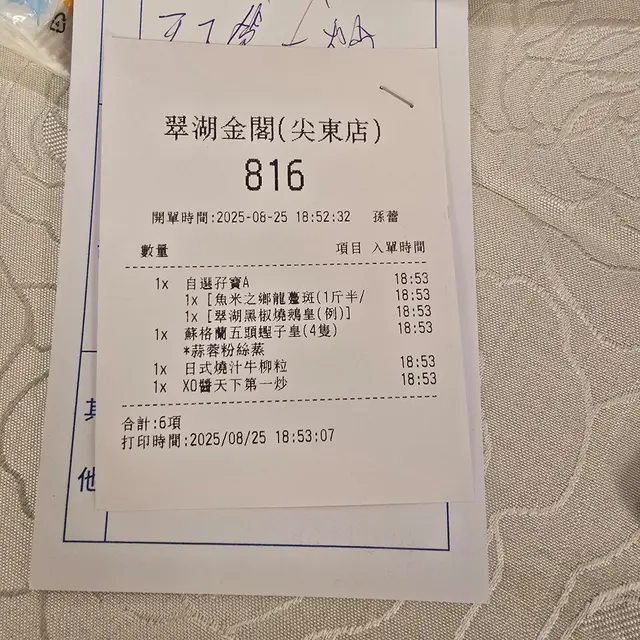 翠湖金閣(尖東店)
816
開單時間:2025-08-25 18:52:32 孫蕾
數量 項目 入單時間
1x 自選孖寶A 18:53
1x [魚米之鄉龍躉斑(1斤半/ 18:53
1x [翠湖黑椒燒鵝皇(例)] 18:53
1x 蘇格蘭五頭蟶子皇(4隻) 18:53
*蒜蓉粉絲蒸
1x 日式燒汁牛柳粒 18:53
1x XO醬天下第一炒 18:53
合計:6項
打印時間:2025/08/25 18:53:07
其
他